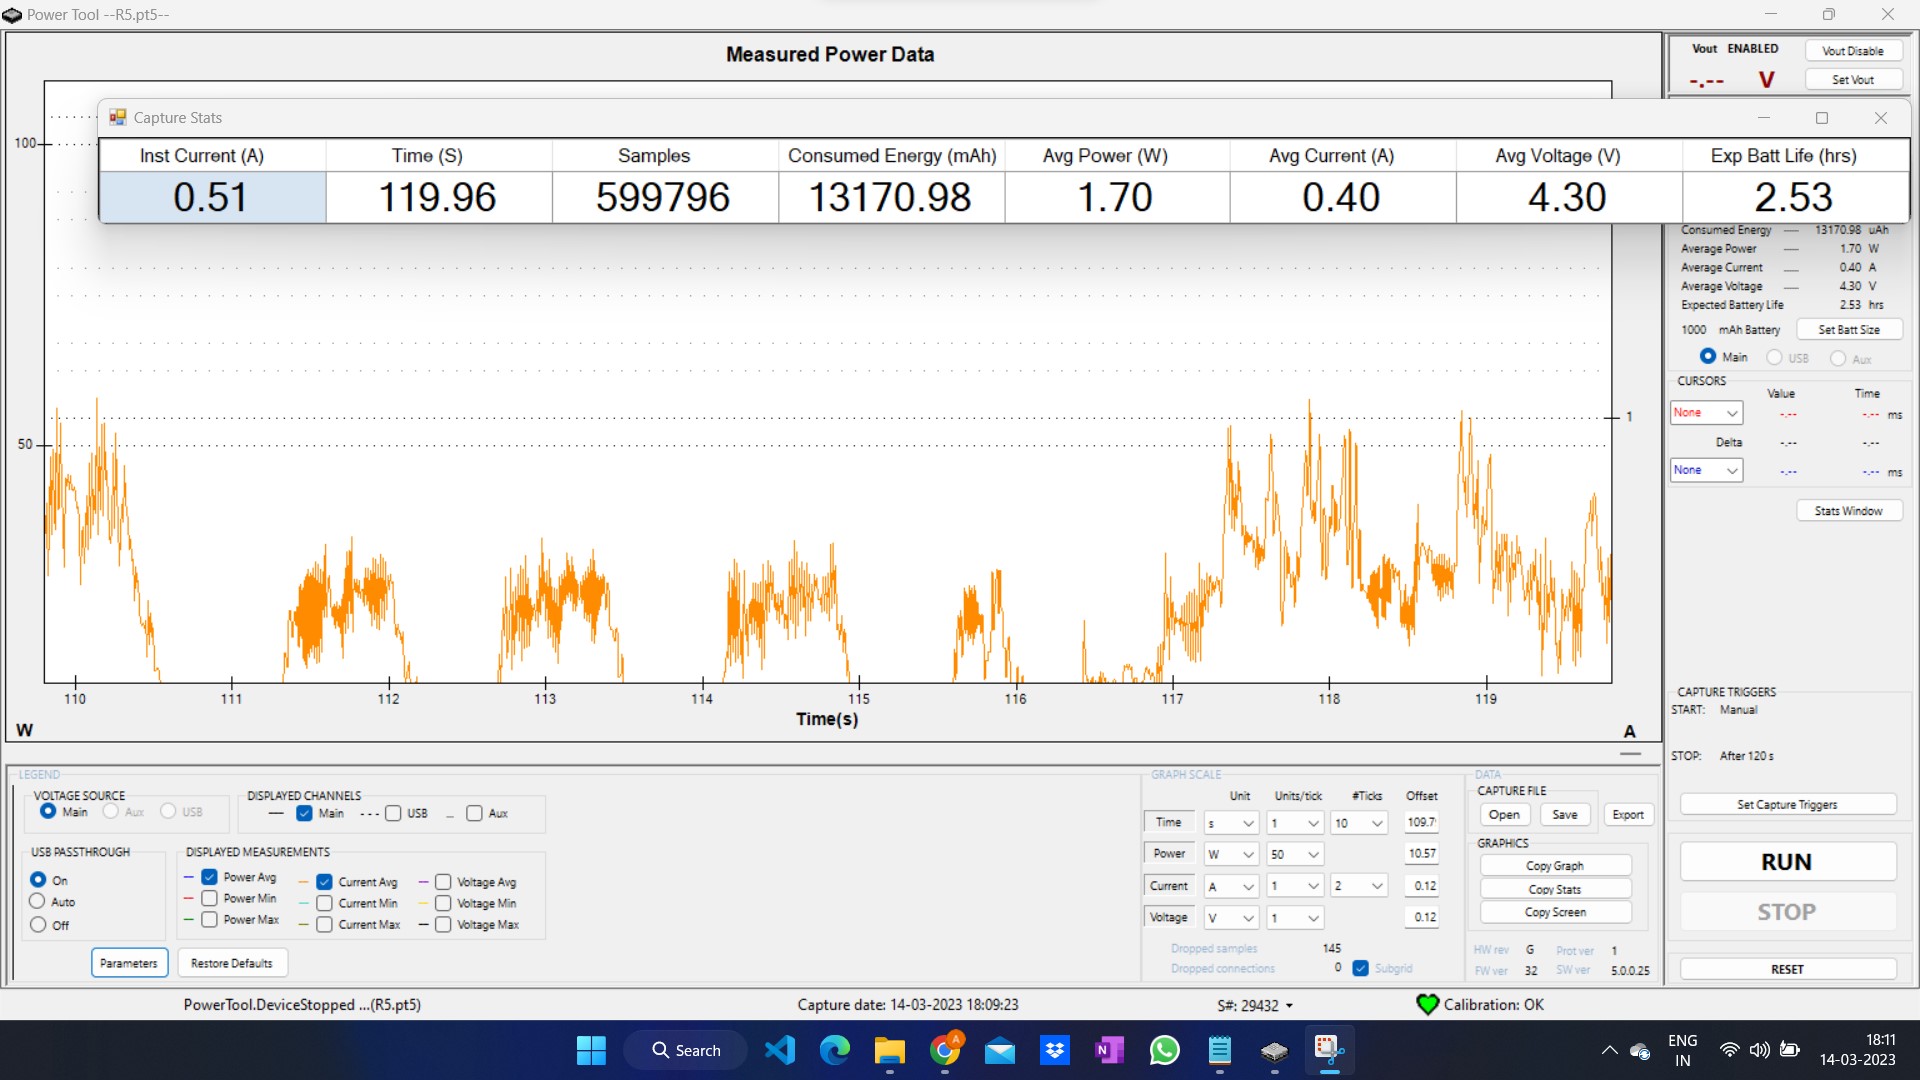 Power Tool --R5.pt5--
Measured Power Data
Vout ENABLED
Vout Disable
-.-- V
Set Vout
Capture Stats
Inst Current (A) Time (S) Samples Consumed Energy (mAh) Avg Power (W) Avg Current (A) Avg Voltage (V) Exp Batt Life (hrs)
0.51 119.96 599796 13170.98 1.70 0.40 4.30 2.53
Consumed Energy 13170.98 uAh
Average Power 1.70 W
Average Current 0.40 A
Average Voltage 4.30 V
Expected Battery Life 2.53 hrs
1000 mAh Battery Set Batt Size
Main USB Aux
CURSORS
Value Time
None -.-- -.-- ms
Delta -.-- -.--
None -.-- -.-- ms
Stats Window
100
50
1
110 111 112 113 114 115 116 117 118 119
Time(s)
W A
CAPTURE TRIGGERS
START: Manual
STOP: After 120 s
Set Capture Triggers
RUN
STOP
RESET
LEGEND
VOLTAGE SOURCE
Main Aux USB
DISPLAYED CHANNELS
Main USB Aux
USB PASSTHROUGH
On
Auto
Off
DISPLAYED MEASUREMENTS
Power Avg Current Avg Voltage Avg
Power Min Current Min Voltage Min
Power Max Current Max Voltage Max
Parameters Restore Defaults
GRAPH SCALE
Unit Units/tick #Ticks Offset
Time s 1 10 109.7
Power W 50 10.57
Current A 1 2 0.12
Voltage V 1 0.12
Dropped samples 145
Dropped connections 0 Subgrid
DATA
CAPTURE FILE
Open Save Export
GRAPHICS
Copy Graph
Copy Stats
Copy Screen
HW rev G Prot ver 1
FW ver 32 SW ver 5.0.0.25
PowerTool.DeviceStopped ...(R5.pt5) Capture date: 14-03-2023 18:09:23 S#: 29432 Calibration: OK
Search
ENG
IN
18:11
14-03-2023